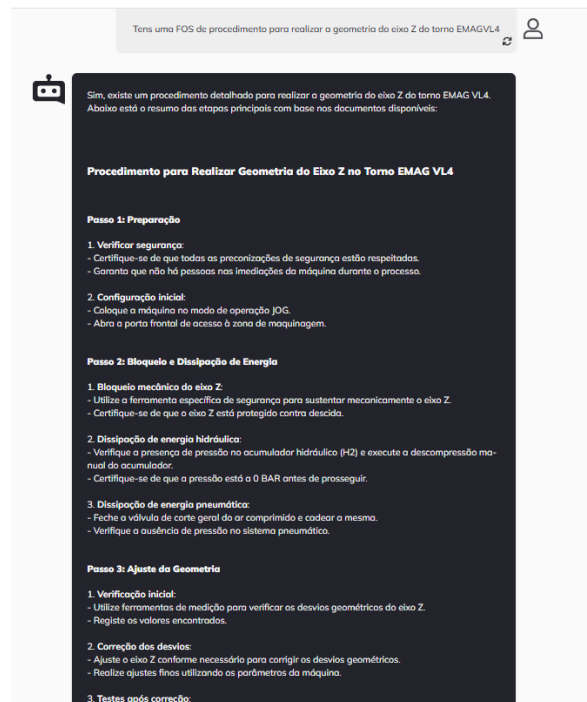 Tens uma FOS de procedimento para realizar a geometria do eixo Z do torno EMAGVL4
Sim, existe um procedimento detalhado para realizar a geometria do eixo Z do torno EMAG VL4.
Abaixo está o resumo das etapas principais com base nos documentos disponíveis:
Procedimento para Realizar Geometria do Eixo Z no Torno EMAG VL4
Passo 1: Preparação
1. Verificar segurança:
- Certifique-se de que todas as preconizações de segurança estão respeitadas.
- Garanta que não há pessoas nas imediações da máquina durante o processo.
2. Configuração inicial:
- Coloque a máquina no modo de operação JOG.
- Abra a porta frontal de acesso à zona de maquinagem.
Passo 2: Bloqueio e Dissipação de Energia
1. Bloqueio mecânico do eixo Z:
- Utilize a ferramenta específica de segurança para sustentar mecanicamente o eixo Z.
- Certifique-se de que o eixo Z está protegido contra descida.
2. Dissipação de energia hidráulica:
- Verifique a presença de pressão no acumulador hidráulico (H2) e execute a descompressão ma-
nual do acumulador.
- Certifique-se de que a pressão está a 0 BAR antes de prosseguir.
3. Dissipação de energia pneumática:
- Feche a válvula de corte geral do ar comprimido e cadear a mesma.
- Verifique a ausência de pressão no sistema pneumático.
Passo 3: Ajuste da Geometria
1. Verificação inicial:
- Utilize ferramentas de medição para verificar os desvios geométricos do eixo Z.
- Registe os valores encontrados.
2. Correção dos desvios:
- Ajuste o eixo Z conforme necessário para corrigir os desvios geométricos.
- Realize ajustes finos utilizando os parâmetros da máquina.
3. Testes após correção: